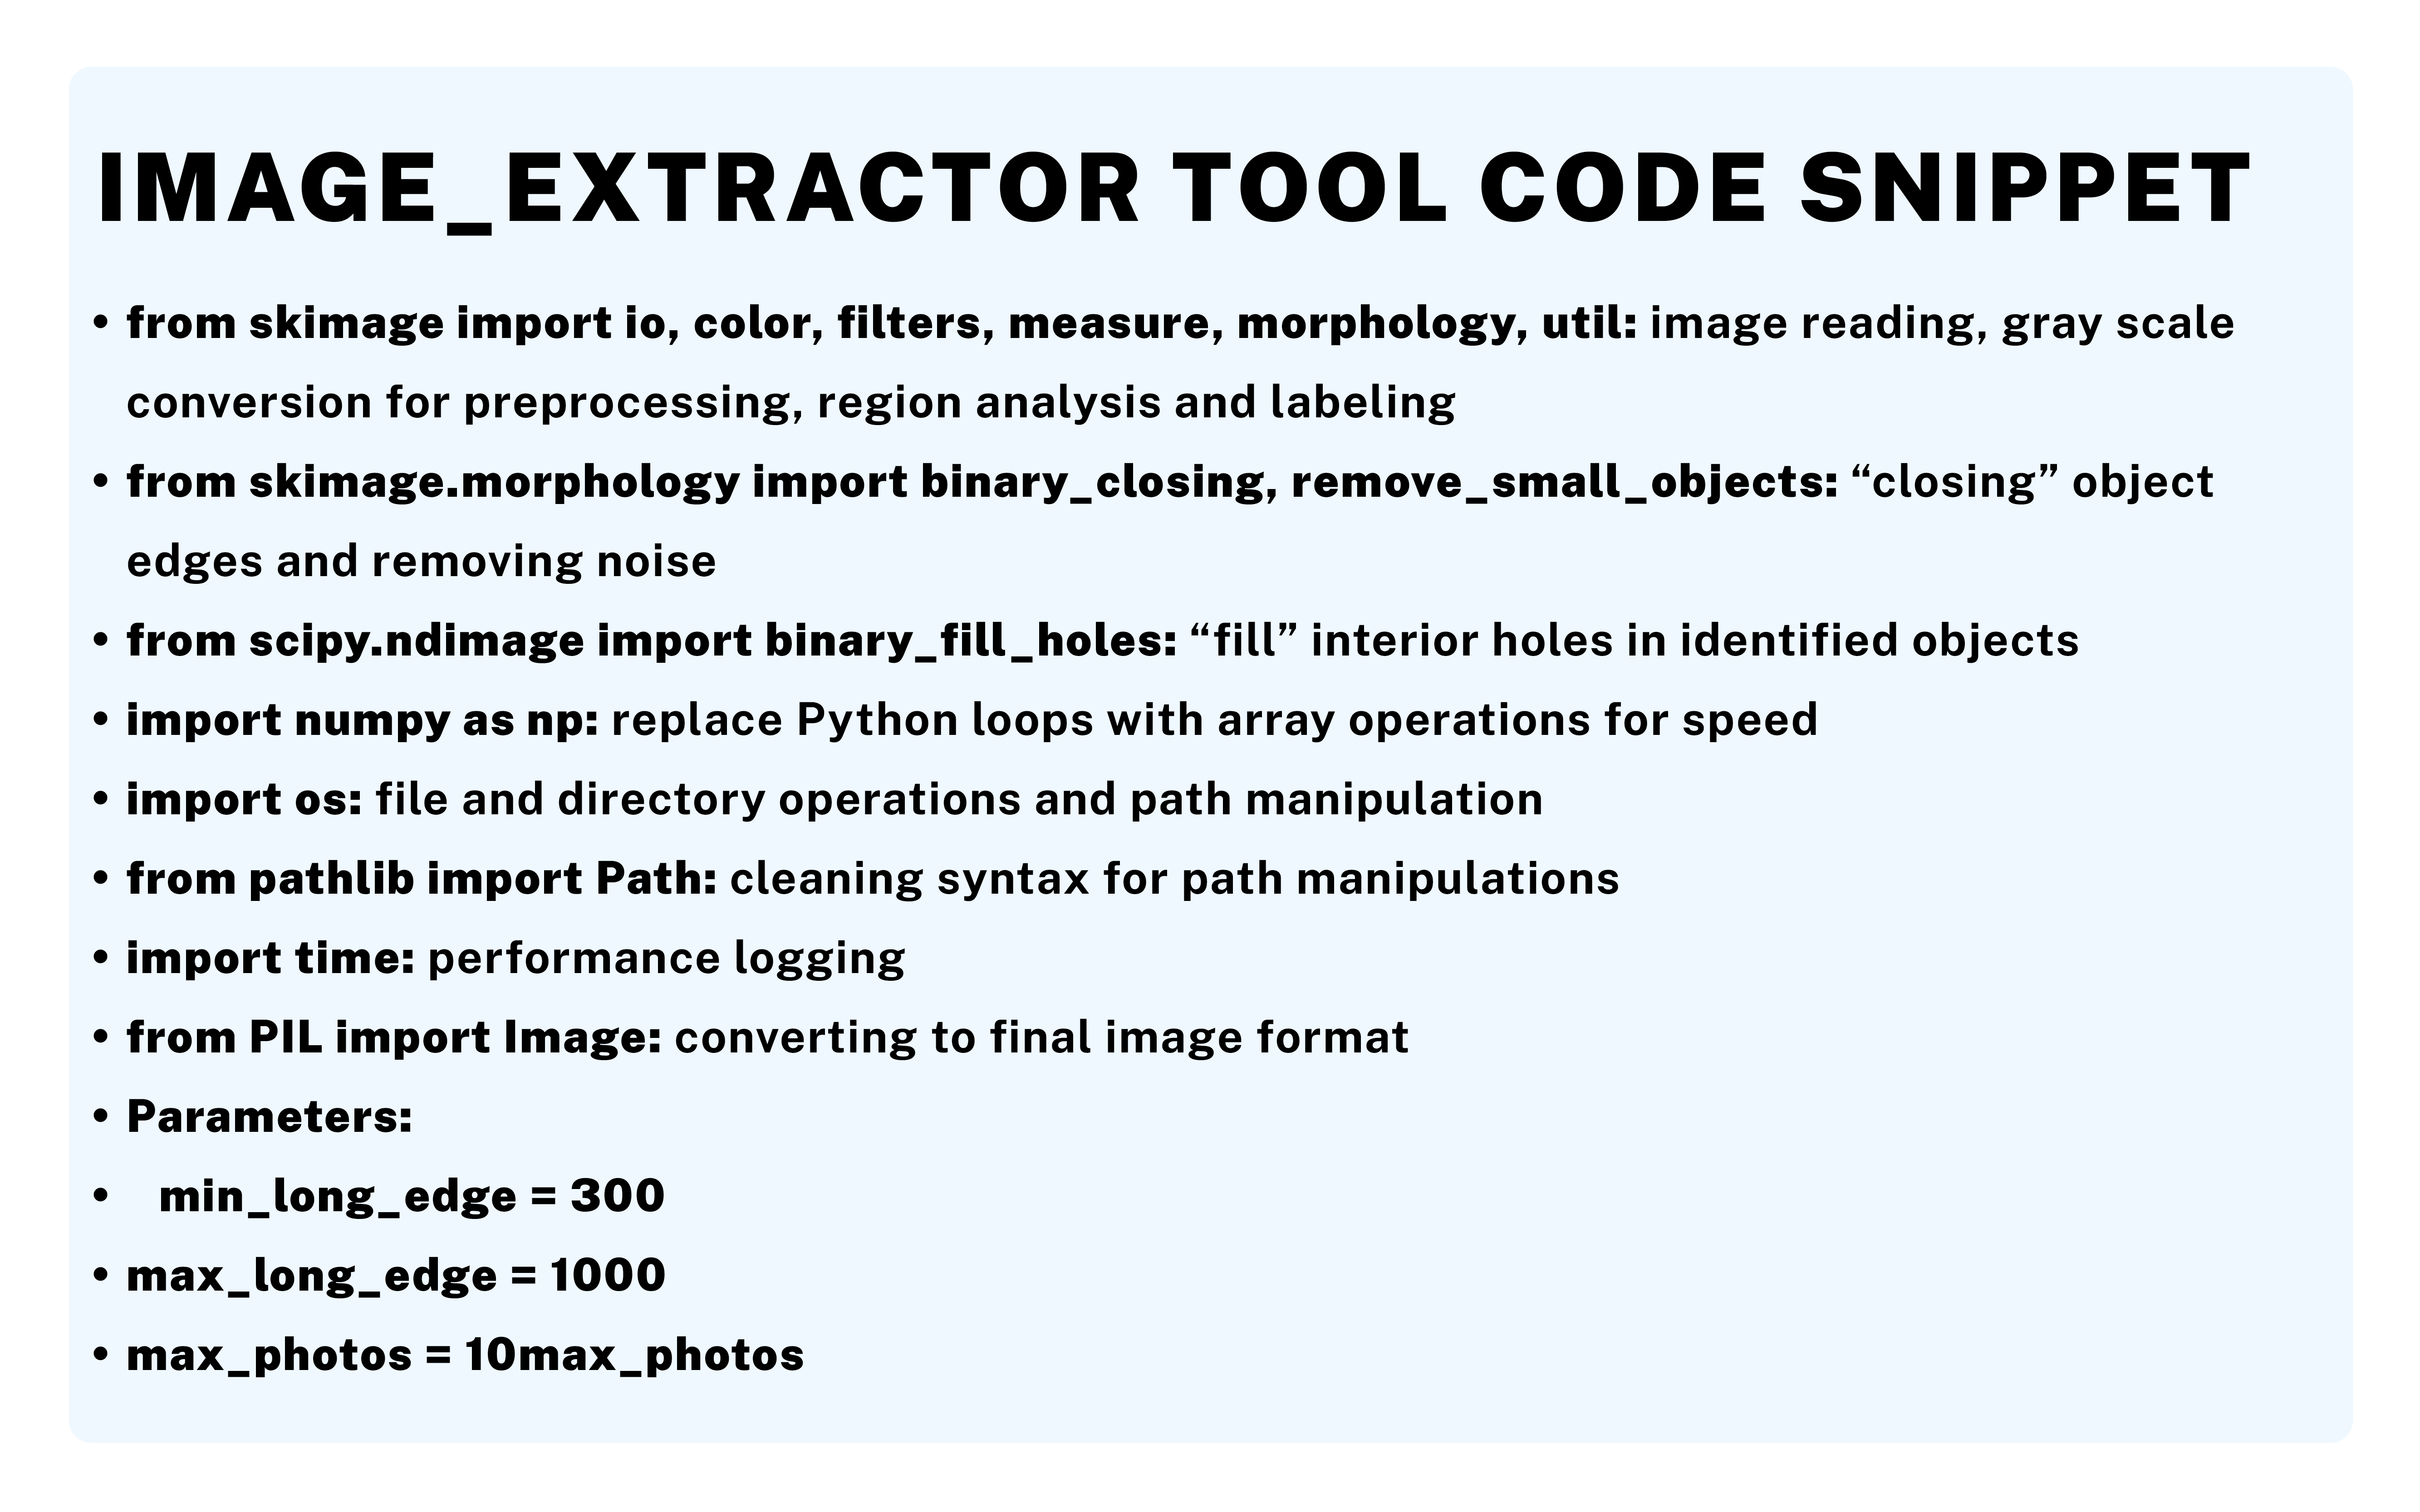 IMAGE_EXTRACTOR TOOL CODE SNIPPET
• from skimage import io, color, filters, measure, morphology, util: image reading, gray scale
conversion for preprocessing, region analysis and labeling
• from skimage.morphology import binary_closing, remove_small_objects: “closing” object
edges and removing noise
• from scipy.ndimage import binary_fill_holes: “fill” interior holes in identified objects
• import numpy as np: replace Python loops with array operations for speed
• import os: file and directory operations and path manipulation
• from pathlib import Path: cleaning syntax for path manipulations
• import time: performance logging
• from PIL import Image: converting to final image format
• Parameters:
• min_long_edge = 300
• max_long_edge = 1000
• max_photos = 10max_photos